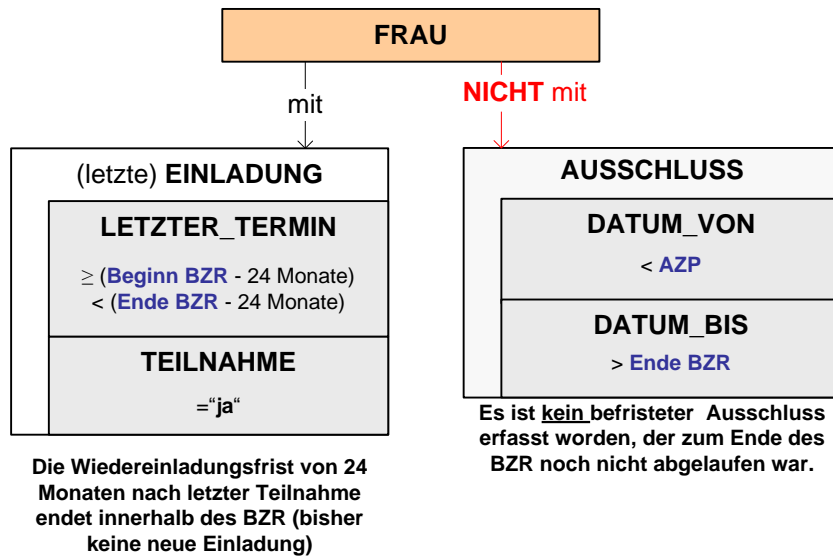 FRAU
mit
NICHT mit
(letzte) EINLADUNG
LETZTER_TERMIN
≥ (Beginn BZR - 24 Monate)
< (Ende BZR - 24 Monate)
TEILNAHME
=“ja“
Die Wiedereinladungsfrist von 24
Monaten nach letzter Teilnahme
endet innerhalb des BZR (bisher
keine neue Einladung)
AUSSCHLUSS
DATUM_VON
< AZP
DATUM_BIS
> Ende BZR
Es ist kein befristeter Ausschluss
erfasst worden, der zum Ende des
BZR noch nicht abgelaufen war.